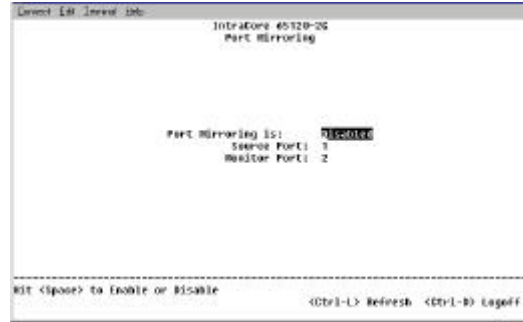 Connect Edit Terminal Help
IntraCore 65120-2G
Port Mirroring
Port Mirroring is: Disabled
Source Port: 1
Monitor Port: 2
Hit <Space> to Enable or Disable
<Ctrl-L> Refresh <Ctrl-D> Logoff